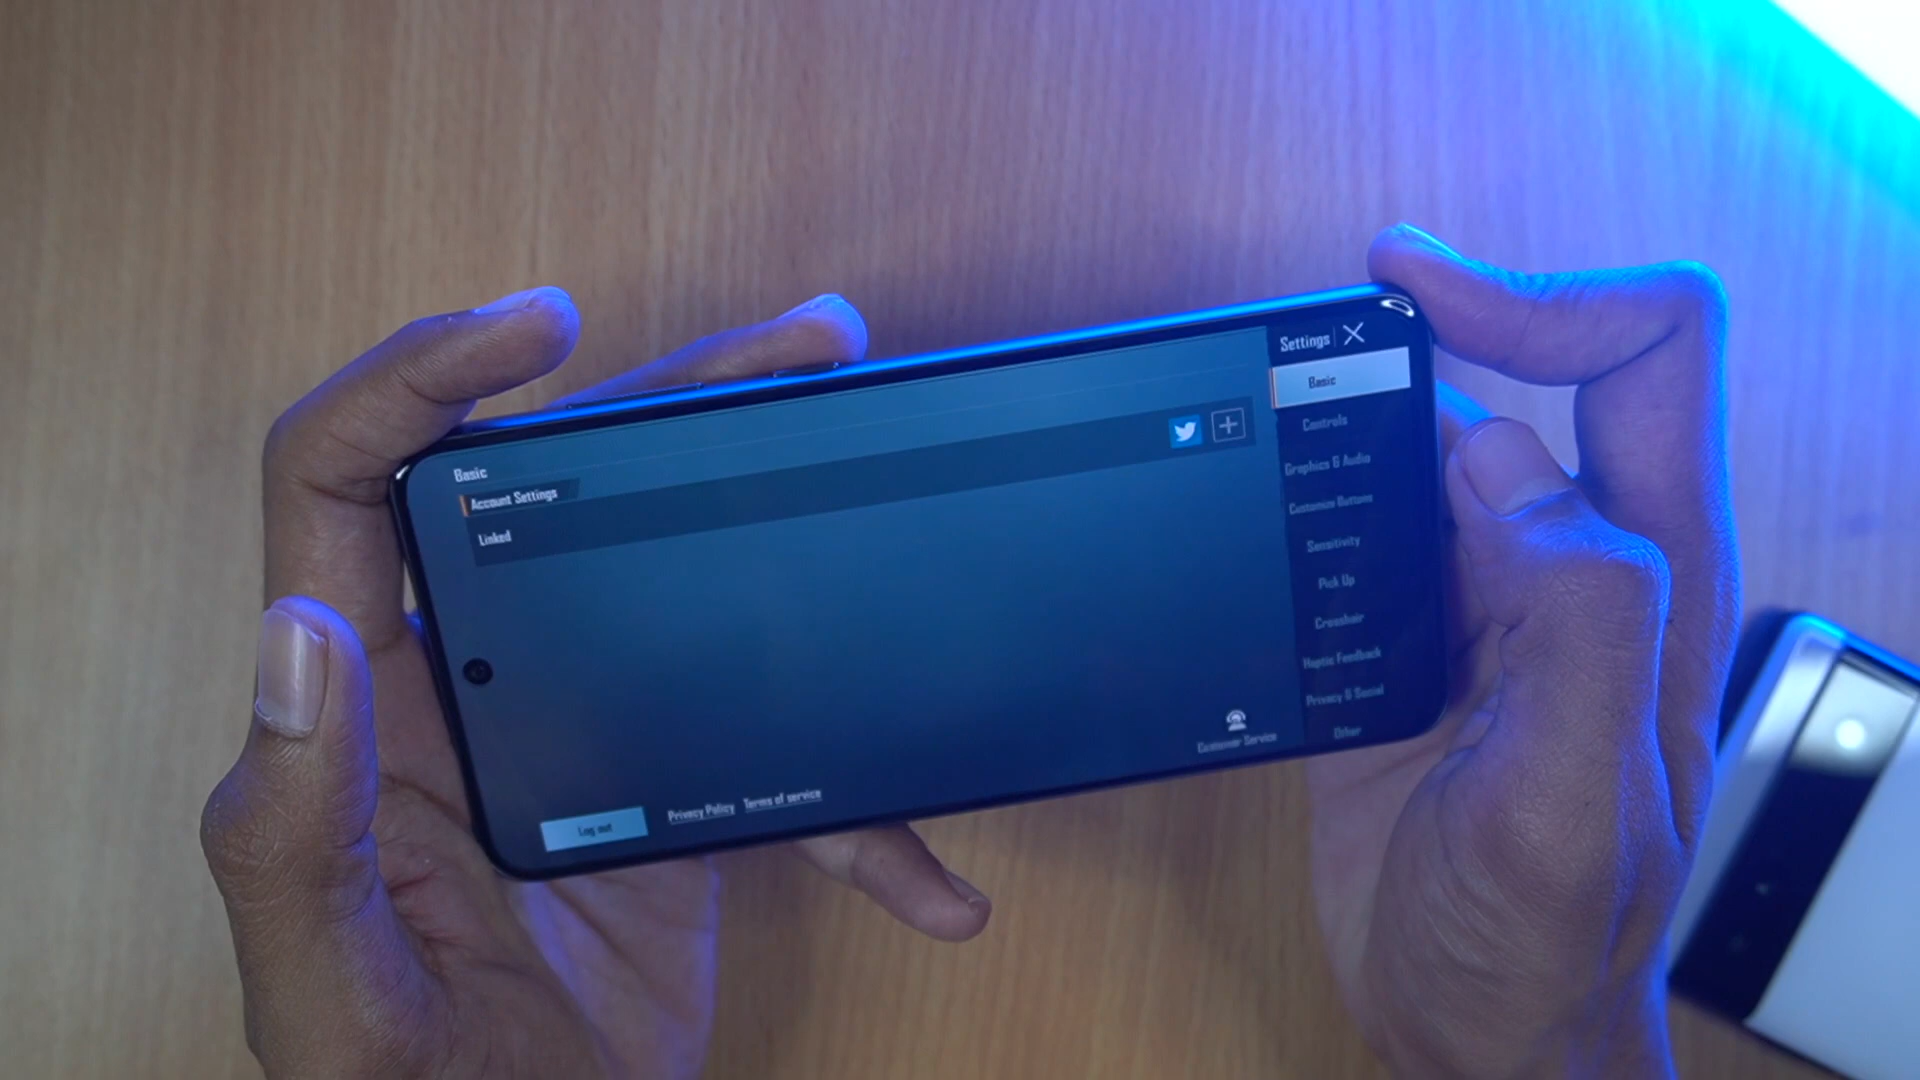 Settings
Basic
Controls
Graphics & Audio
Customize Buttons
Sensitivity
Pick Up
Crosshair
Haptic Feedback
Privacy & Social
Other
Basic
Account Settings
Linked
Customer Service
Log out
Privacy Policy
Terms of service